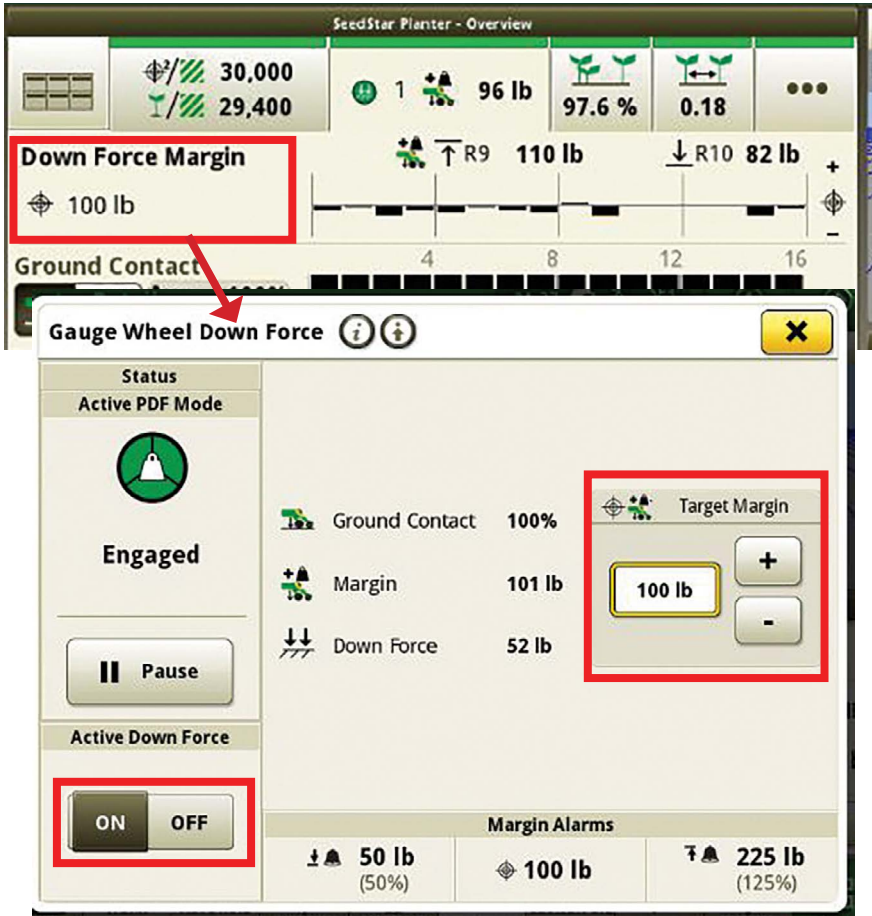 SeedStar Planter - Overview
30,000
29,400
1 96 lb
97.6 %
0.18
Down Force Margin
100 lb
R9 110 lb
R10 82 lb
+
-
4 8 12 16
Ground Contact
Gauge Wheel Down Force
Status
Active PDF Mode
Engaged
Pause
Active Down Force
ON OFF
Ground Contact 100%
Margin 101 lb
Down Force 52 lb
Target Margin
100 lb
+
-
Margin Alarms
50 lb
(50%)
100 lb
225 lb
(125%)